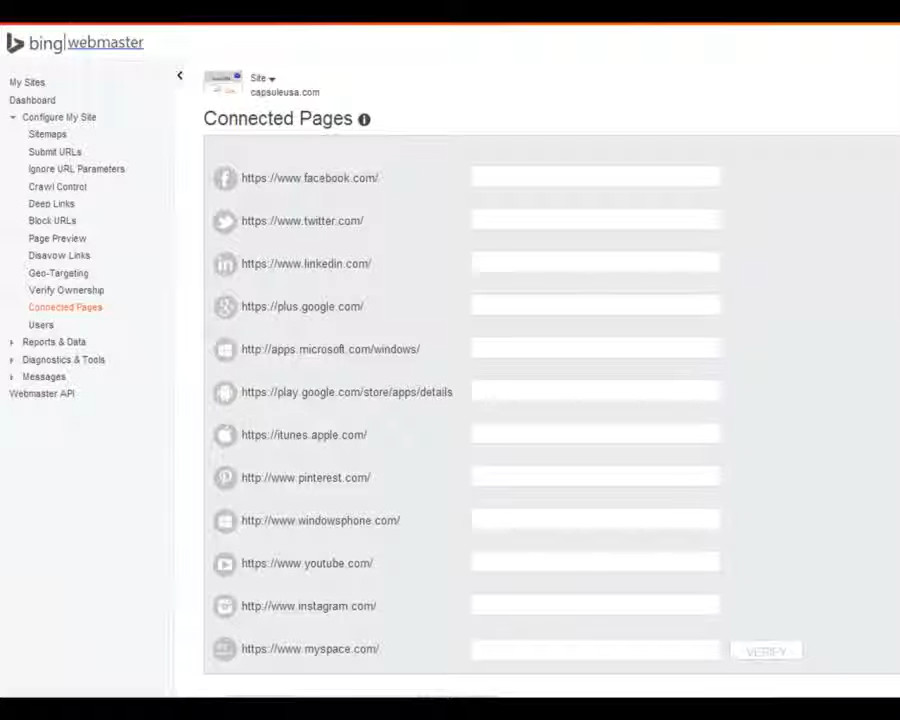 bing|webmaster
My Sites
Dashboard
Configure My Site
Sitemaps
Submit URLs
Ignore URL Parameters
Crawl Control
Deep Links
Block URLs
Page Preview
Disavow Links
Geo-Targeting
Verify Ownership
Connected Pages
Users
Reports & Data
Diagnostics & Tools
Messages
Webmaster API
Site
capsuleusa.com
Connected Pages
https://www.facebook.com/
https://www.twitter.com/
https://www.linkedin.com/
https://plus.google.com/
http://apps.microsoft.com/windows/
https://play.google.com/store/apps/details
https://itunes.apple.com/
http://www.pinterest.com/
http://www.windowsphone.com/
https://www.youtube.com/
http://www.instagram.com/
https://www.myspace.com/
VERIFY